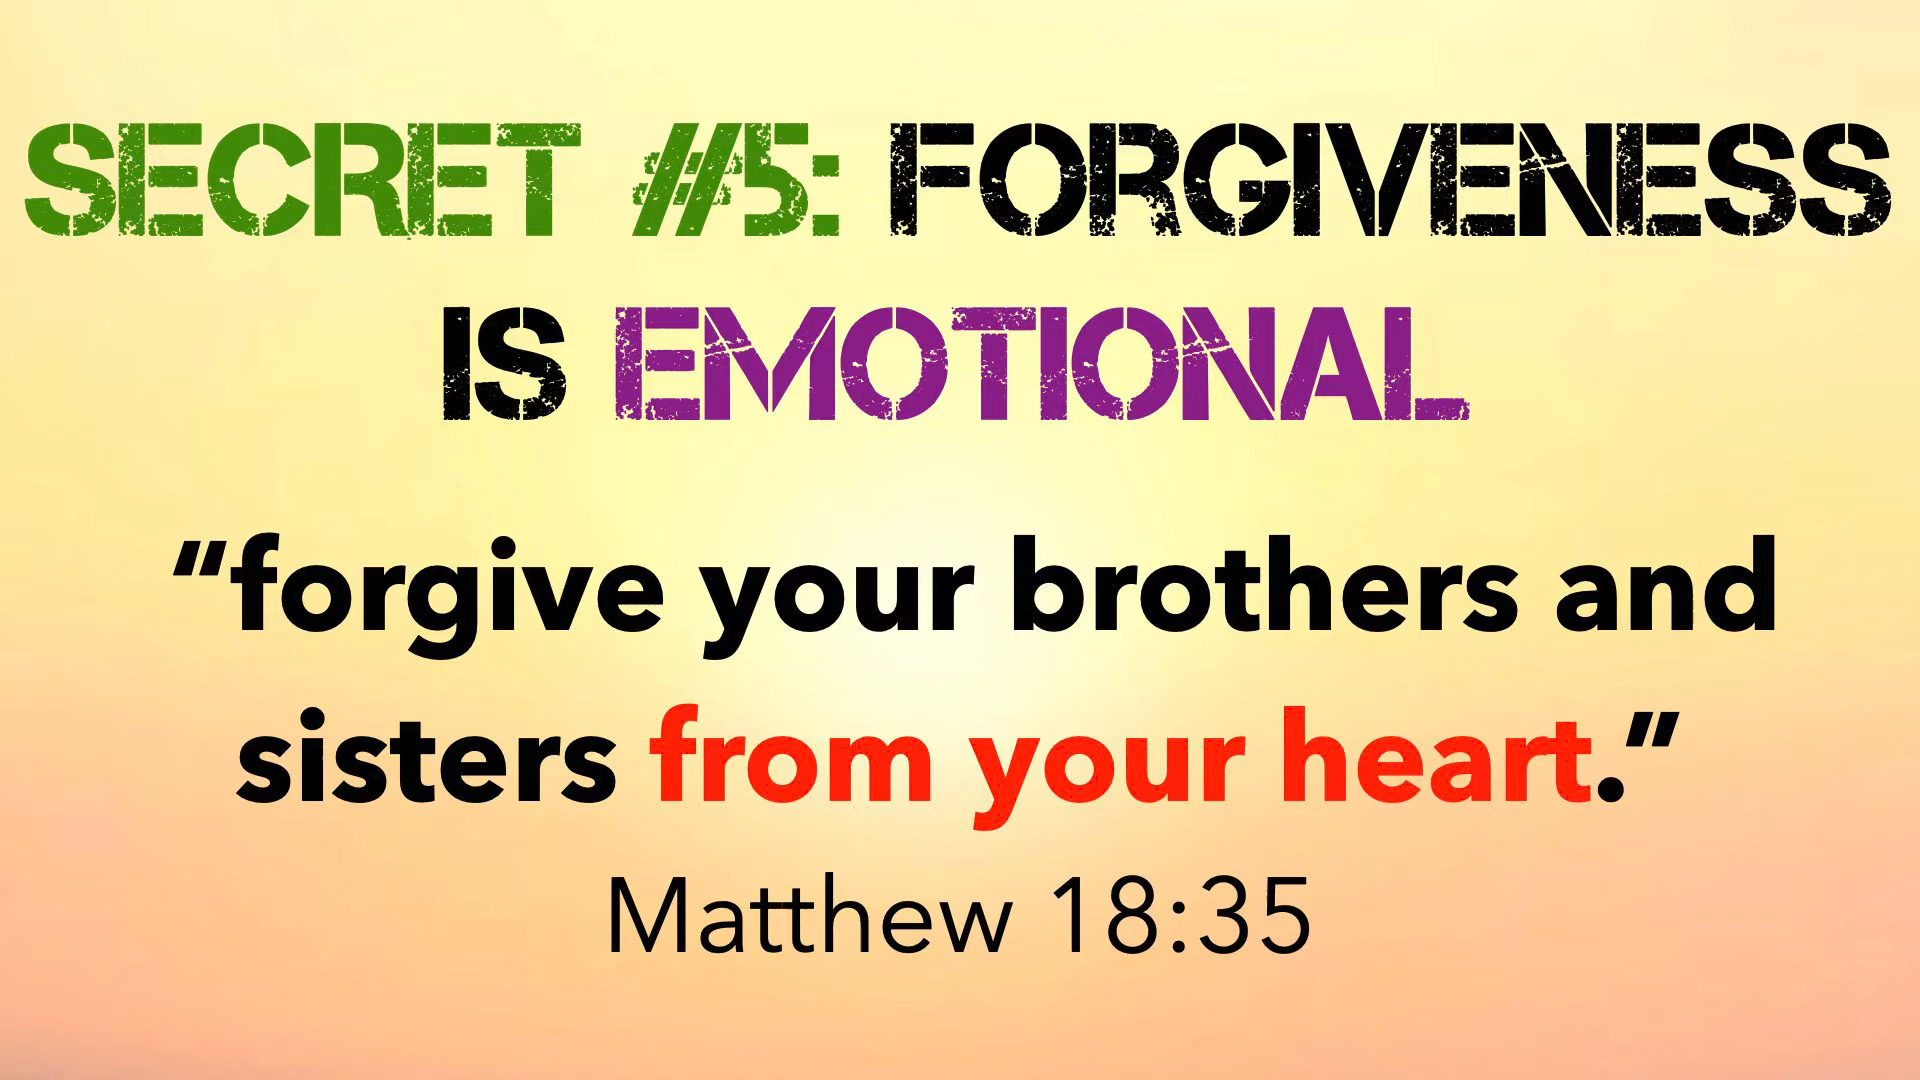 SECRET #5: FORGIVENESS
IS EMOTIONAL
“forgive your brothers and
sisters from your heart.”
Matthew 18:35